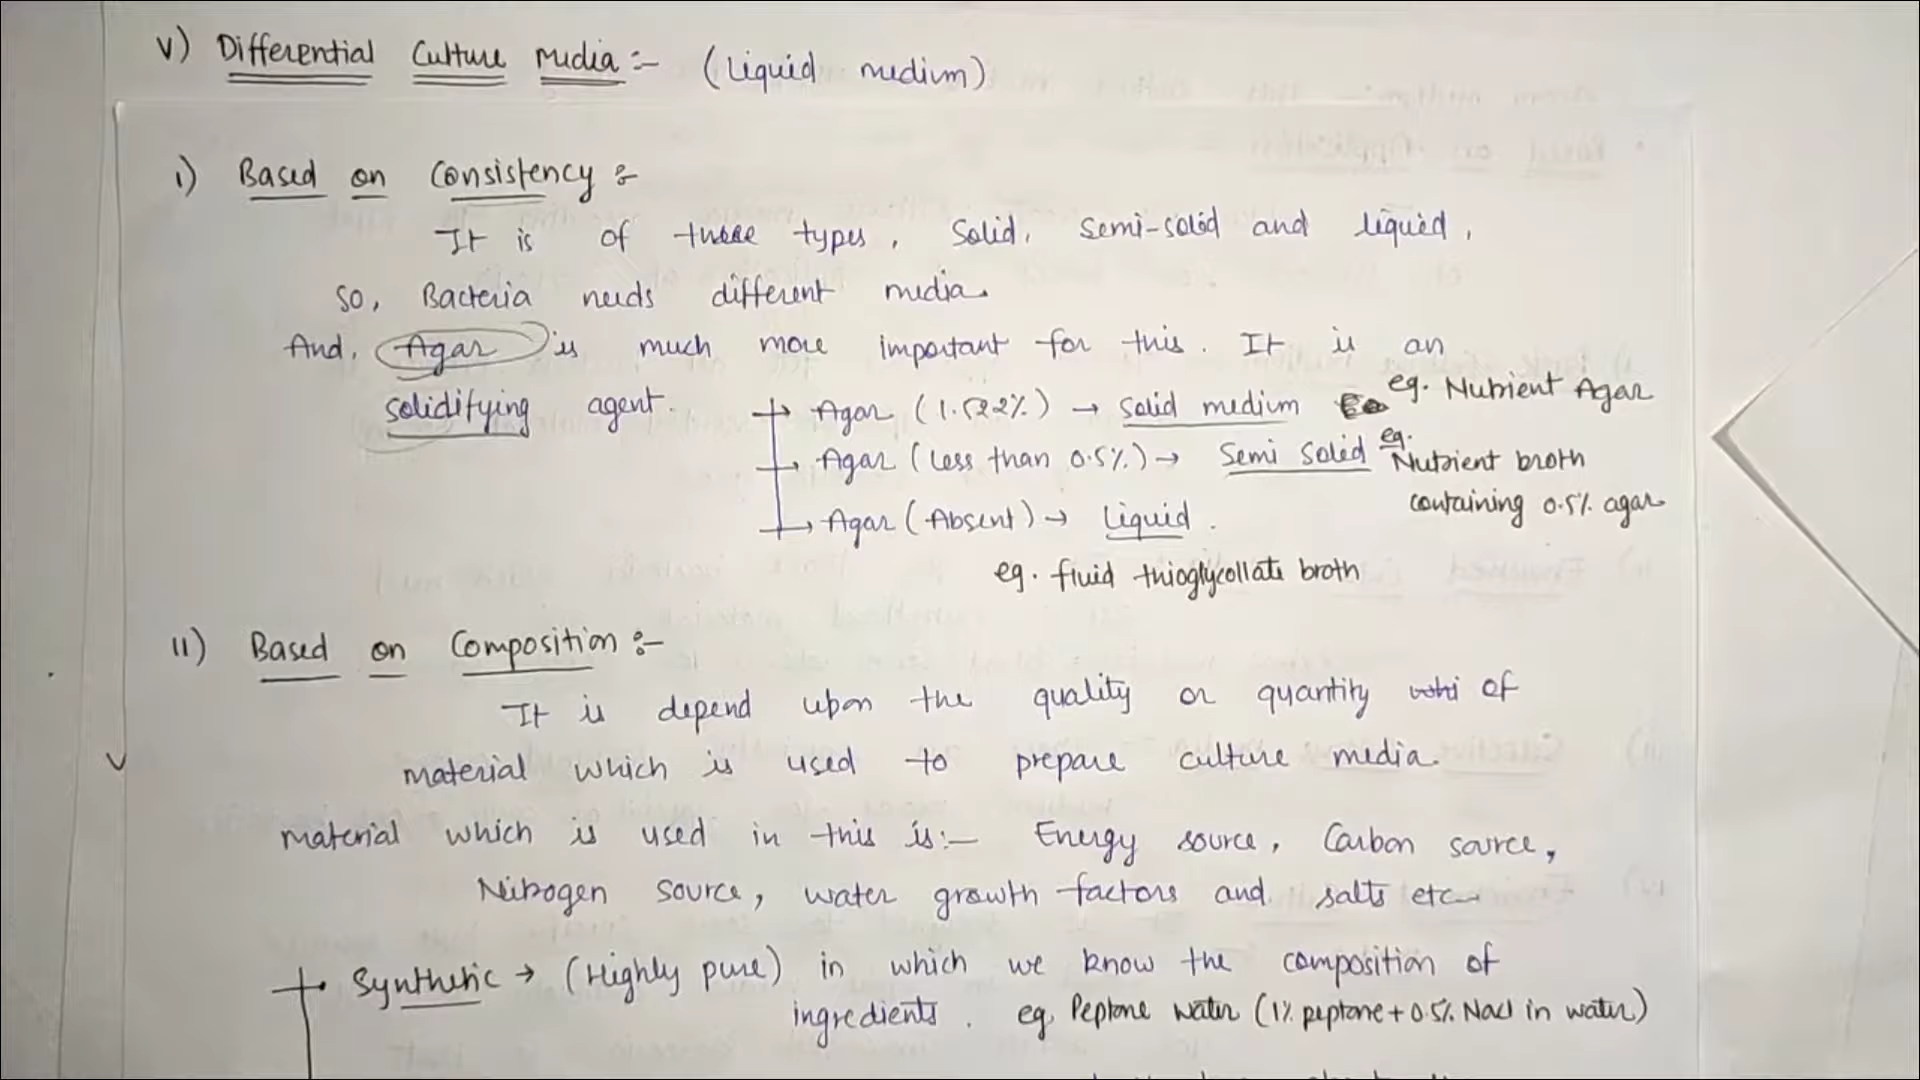 v) Differential Culture Media :- (Liquid medium)
i) Based on Consistency :-
It is of these types, Solid, Semi-solid and liquid,
so, Bacteria needs different media.
And, Agar is much more important for this. It is an
solidifying agent.
→ Agar (1.5-2%) → Solid medium eg. Nutrient Agar
→ Agar (Less than 0.5%) → Semi Solid eg. Nutrient broth
containing 0.5% agar
→ Agar (Absent) → Liquid.
eg. fluid thioglycollate broth
ii) Based on Composition :-
It is depend upon the quality or quantity of
material which is used to prepare culture media.
material which is used in this is :- Energy source, Carbon source,
Nitrogen source, water growth factors and salts etc
Synthetic → (Highly pure) in which we know the composition of
ingredients. eg. Peptone water (1% peptone + 0.5% Nacl in water)